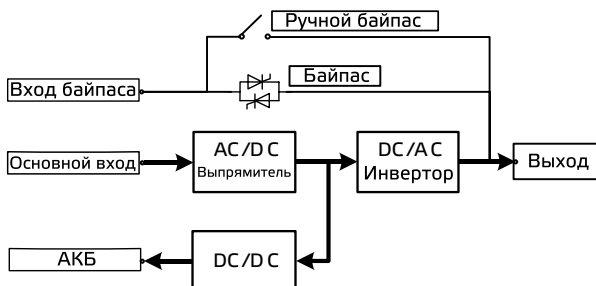 Ручной байпас
Байпас
Вход байпаса
AC/DC
Выпрямитель
DC/AC
Инвертор
Основной вход
Выход
АКБ
DC/DC